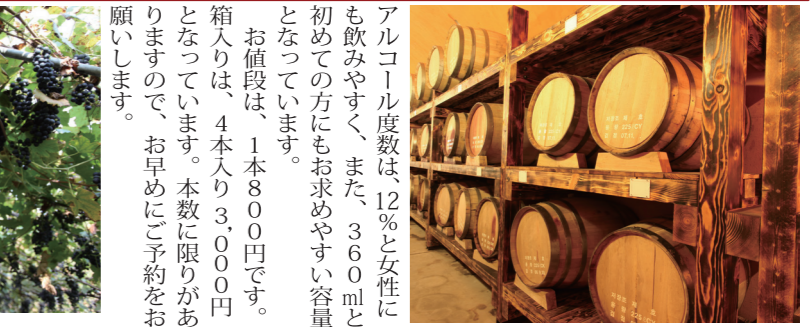 アルコール度数は、12%と女性に
も飲みやすく、また、360mlと
初めての方にもお求めやすい容量
となっています。
　お値段は、1本800円です。
箱入りは、4本入り3,000円
となっています。本数に限りがあ
りますので、お早めにご予約をお
願いします。